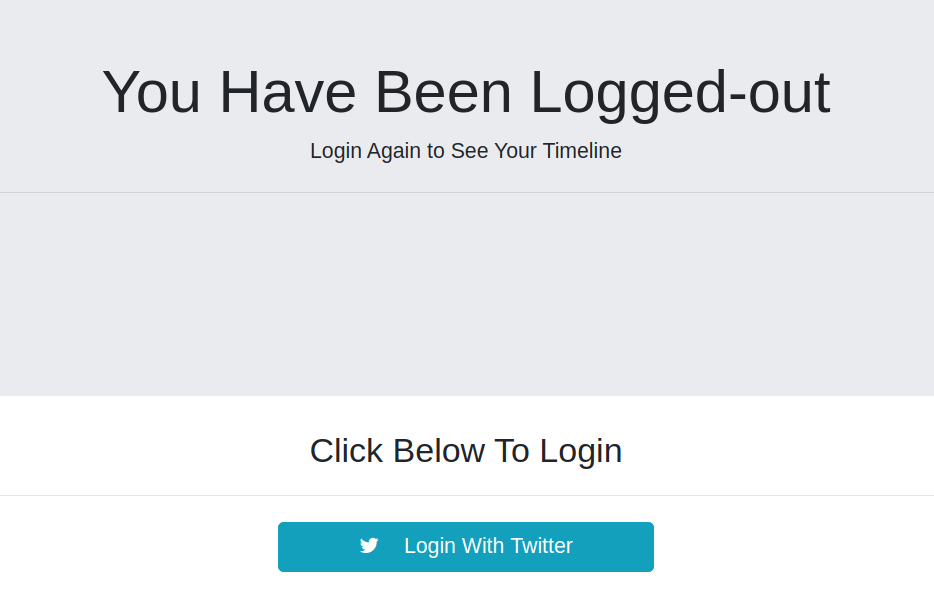 You Have Been Logged-out
Login Again to See Your Timeline
Click Below To Login
Login With Twitter